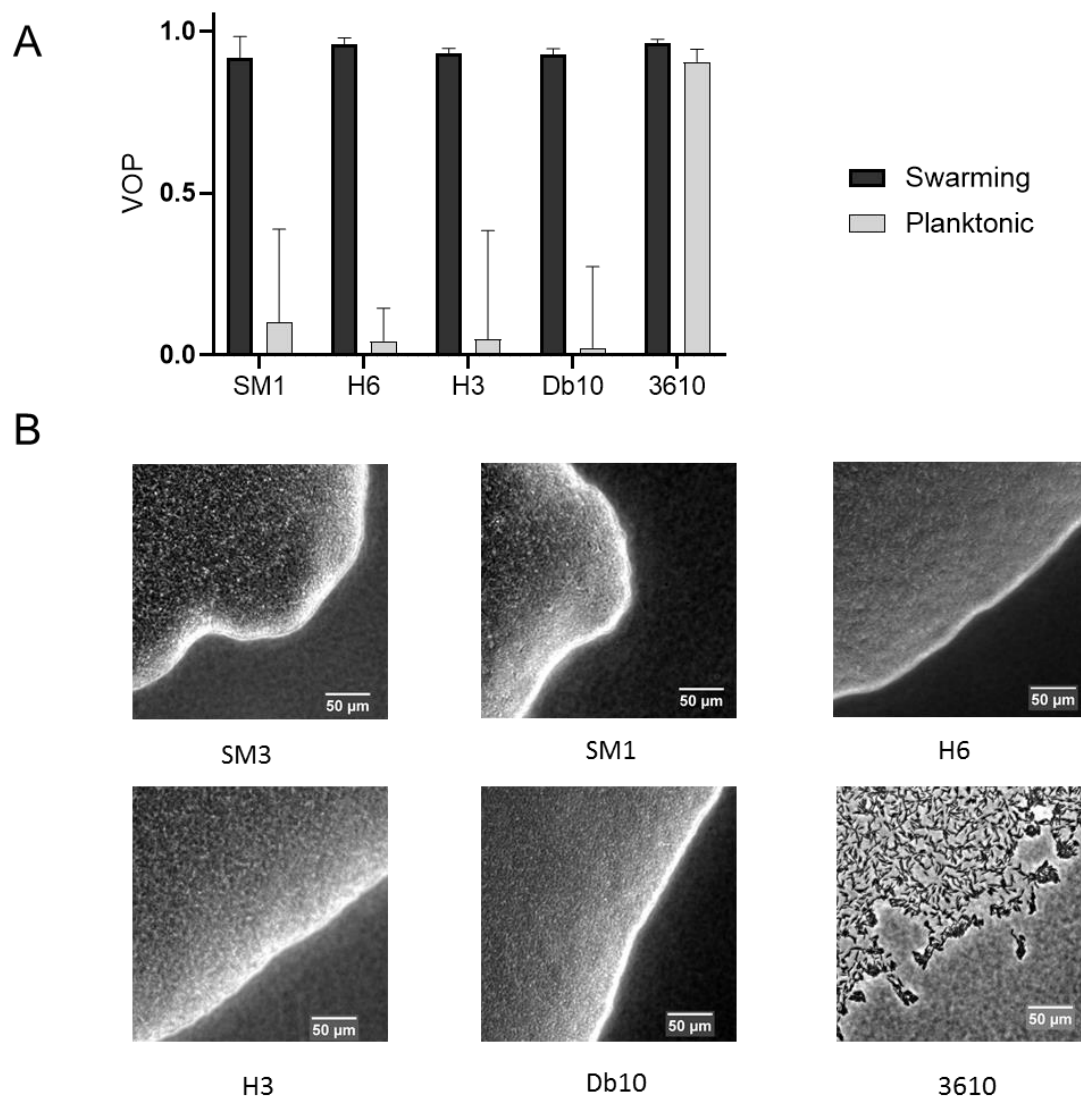 A
1.0
0.5
0.0
VOP
SM1 H6 H3 Db10 3610
Swarming
Planktonic
B
50 μm 50 μm 50 μm
SM3 SM1 H6
50 μm 50 μm 50 μm
H3 Db10 3610